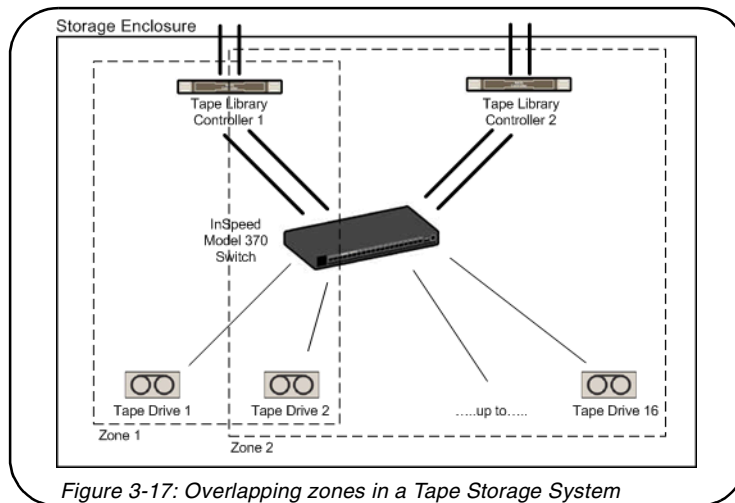 Storage Enclosure
Tape Library
Controller 1
Tape Library
Controller 2
InSpeed
Model 370
Switch
Tape Drive 1
Tape Drive 2
.....up to.....
Tape Drive 16
Zone 1
Zone 2
Figure 3-17: Overlapping zones in a Tape Storage System